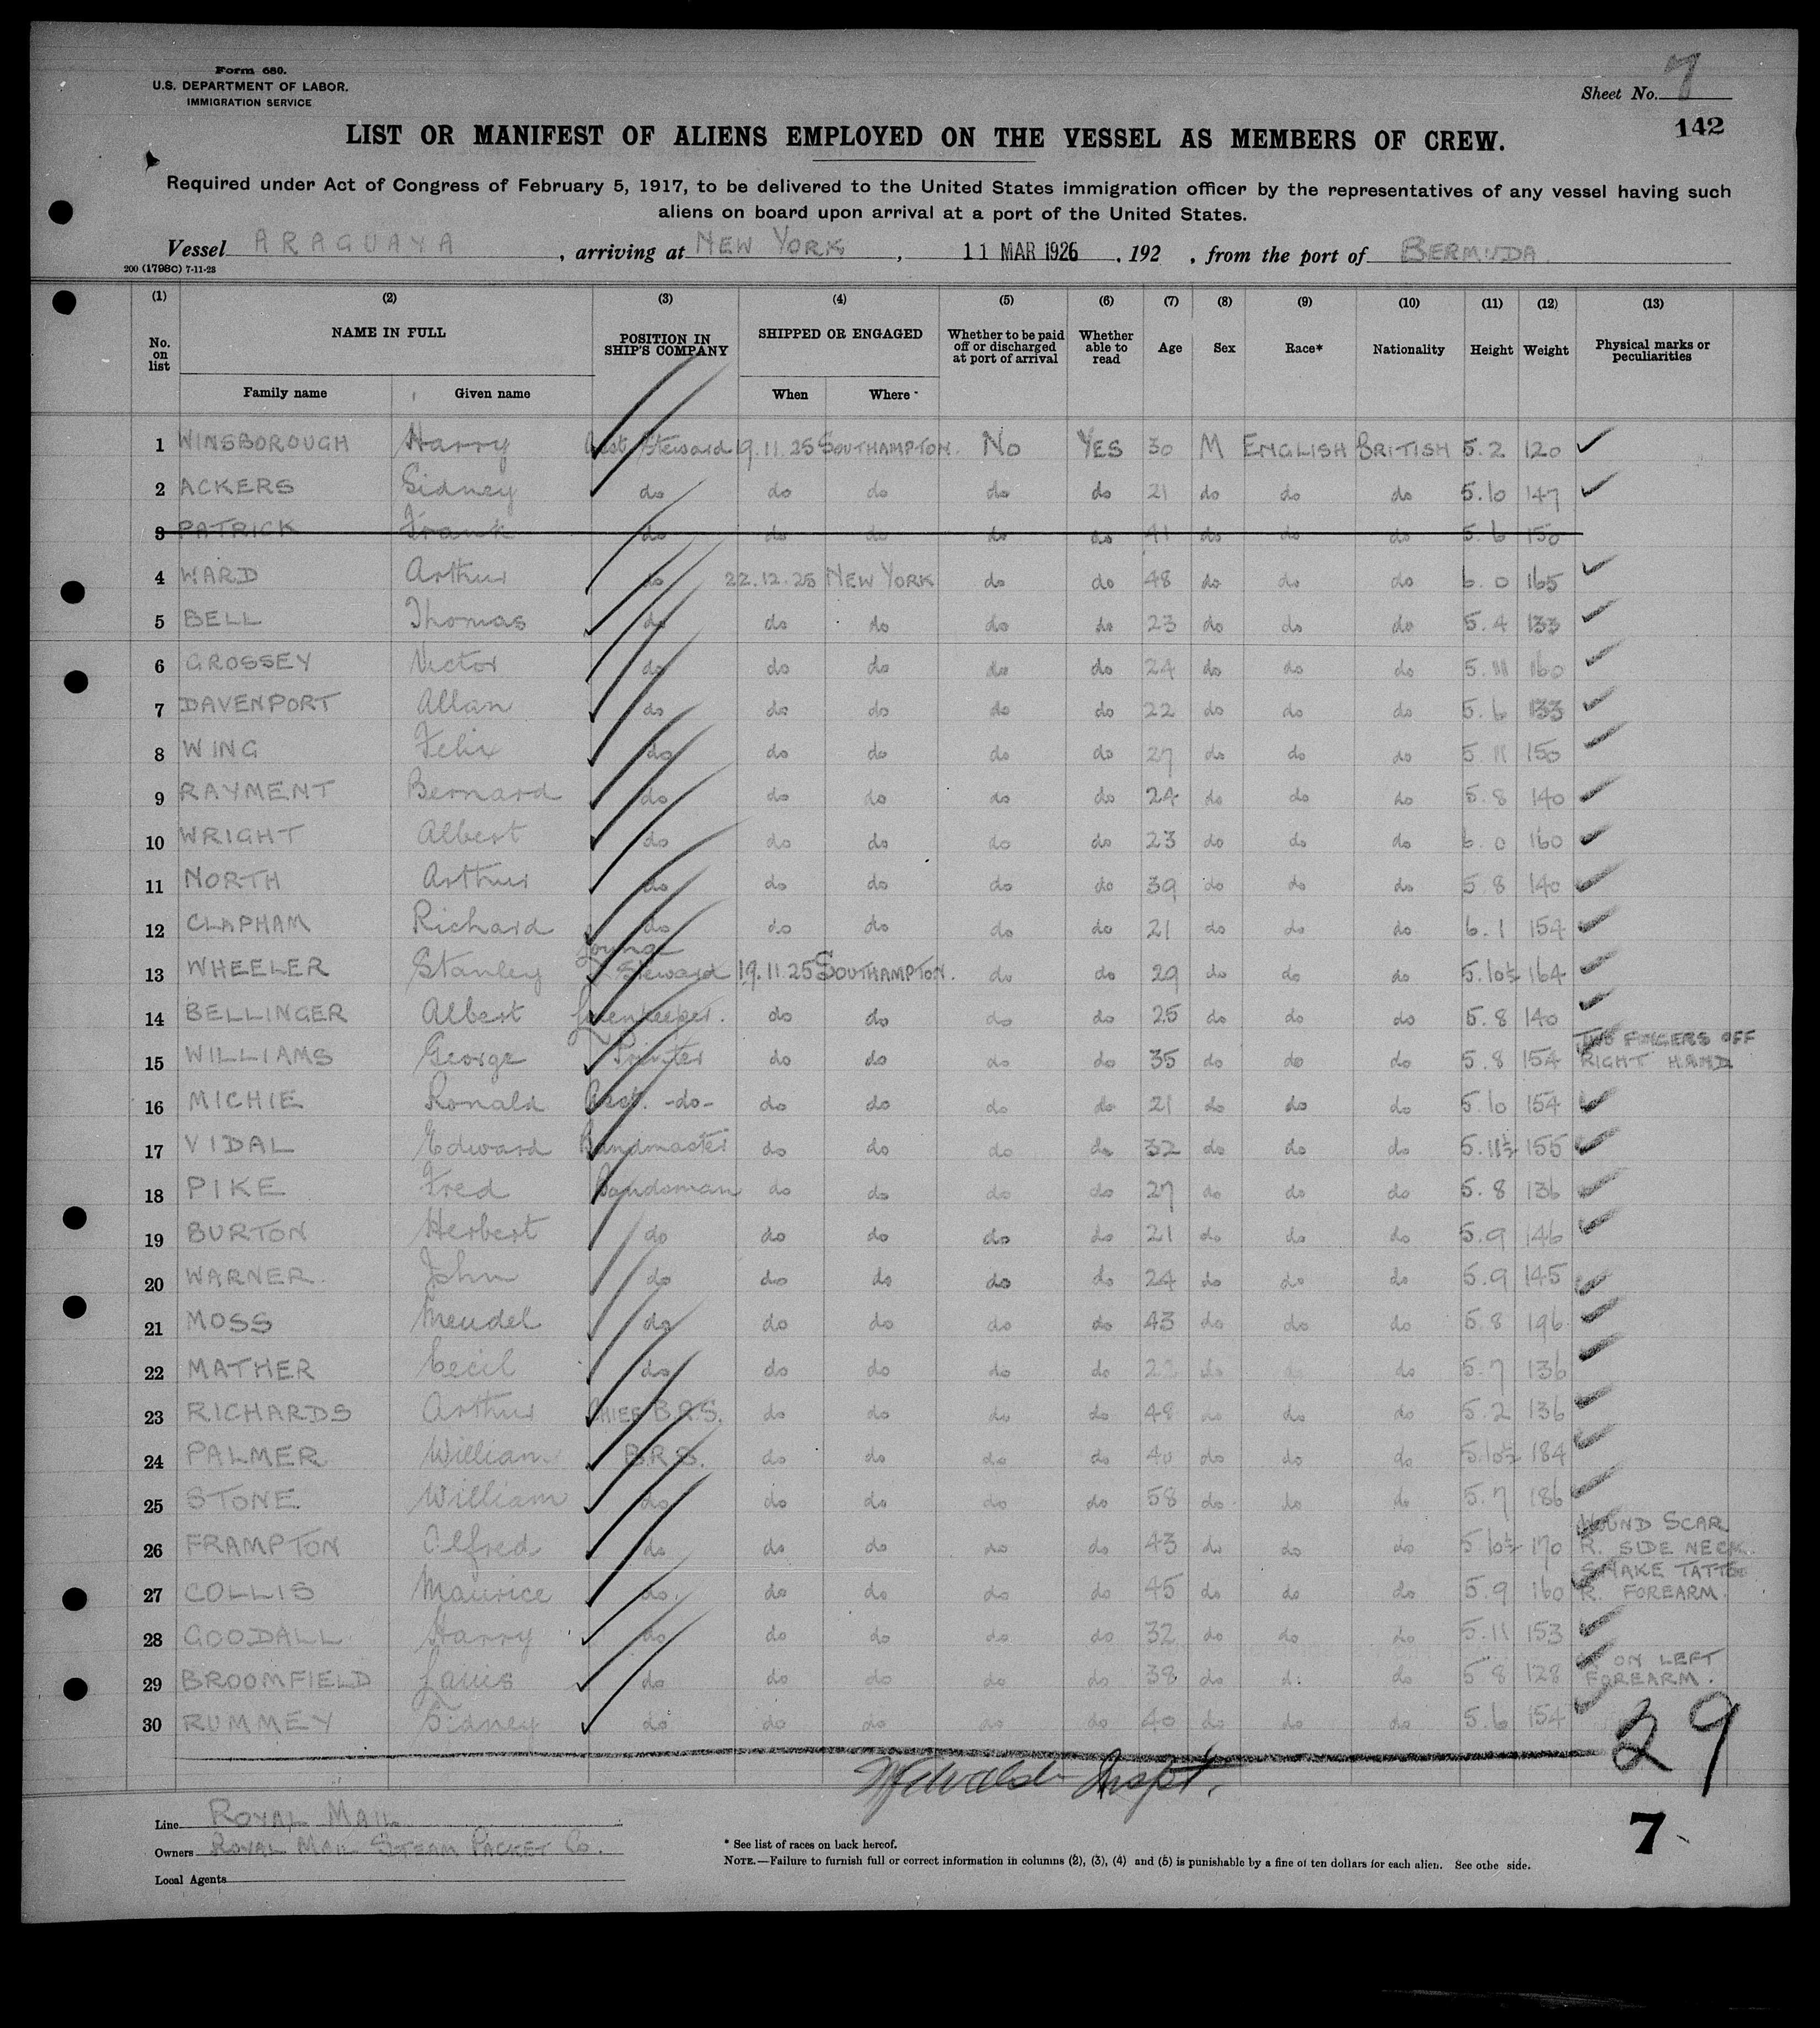 Form 680.
U.S. DEPARTMENT OF LABOR.
IMMIGRATION SERVICE
Sheet No. 7
142
LIST OR MANIFEST OF ALIENS EMPLOYED ON THE VESSEL AS MEMBERS OF CREW.
Required under Act of Congress of February 5, 1917, to be delivered to the United States immigration officer by the representatives of any vessel having such
aliens on board upon arrival at a port of the United States.
Vessel ARAGUAYA, arriving at NEW YORK, 11 MAR 1926, 192 , from the port of BERMUDA.
200 (1798C) 7-11-23
(1) (2) (3) (4) (5) (6) (7) (8) (9) (10) (11) (12) (13)
No. on list NAME IN FULL POSITION IN SHIP'S COMPANY SHIPPED OR ENGAGED Whether to be paid off or discharged at port of arrival Whether able to read Age Sex Race* Nationality Height Weight Physical marks or peculiarities
Family name Given name When Where
1 WINSBOROUGH Harry Asst. Steward 19.11.25 SOUTHAMPTON. No YES 30 M ENGLISH BRITISH 5.2 120
2 ACKERS Sidney do do do do do 21 do do do 5.10 147
3 PATRICK Frank do do do do do 41 do do do 5.6 150
4 WARD Arthur do 22.12.25 NEW YORK do do 48 do do do 6.0 165
5 BELL Thomas do do do do do 23 do do do 5.4 133
6 GROSSEY Victor do do do do do 24 do do do 5.11 160
7 DAVENPORT Allan do do do do do 22 do do do 5.6 133
8 WING Felix do do do do do 27 do do do 5.11 150
9 RAYMENT Bernard do do do do do 24 do do do 5.8 140
10 WRIGHT Albert do do do do do 23 do do do 6.0 160
11 NORTH Arthur do do do do do 39 do do do 5.8 140
12 CLAPHAM Richard do do do do do 21 do do do 6.1 154
13 WHEELER Stanley Steward 19.11.25 SOUTHAMPTON. do do 29 do do do 5.10½ 164
14 BELLINGER Albert Linenkeeper. do do do do 25 do do do 5.8 140
15 WILLIAMS George Printer do do do do 35 do do do 5.8 154 TWO FINGERS OFF RIGHT HAND
16 MICHIE Ronald Asst. -do- do do do do 21 do do do 5.10 154
17 VIDAL Edward Bandmaster do do do do 32 do do do 5.11½ 155
18 PIKE Fred Bandsman do do do do 27 do do do 5.8 136
19 BURTON Herbert do do do do do 21 do do do 5.9 146
20 WARNER. John do do do do do 24 do do do 5.9 145
21 MOSS Mendel do do do do do 43 do do do 5.8 196
22 MATHER Cecil do do do do do 22 do do 5.7 136
23 RICHARDS Arthur CHIEF B.R.S. do do do do 48 do do do 5.2 136
24 PALMER William B.R.S. do do do do 40 do do do 5.10½ 184
25 STONE William do do do do do 58 do do do 5.7 186
26 FRAMPTON Alfred do do do do do 43 do do do 5.10½ 170 WOUND SCAR R. SIDE NECK.
27 COLLIS Maurice do. do do do do 45 do do do 5.9 160 SNAKE TATTOO R. FOREARM.
28 GOODALL Harry do do do do do 32 do do do 5.11 153
29 BROOMFIELD Louis do do do do do 38 do do do 5.8 128 ON LEFT FOREARM.
30 RUMMEY Sidney do do do do do 40 do do do 5.6 154
29
Inspt.
Line ROYAL MAIL
Owners ROYAL MAIL STEAM PACKET Co.
Local Agents
* See list of races on back hereof.
NOTE.—Failure to furnish full or correct information in columns (2), (3), (4) and (5) is punishable by a fine of ten dollars for each alien. See othe side.
7